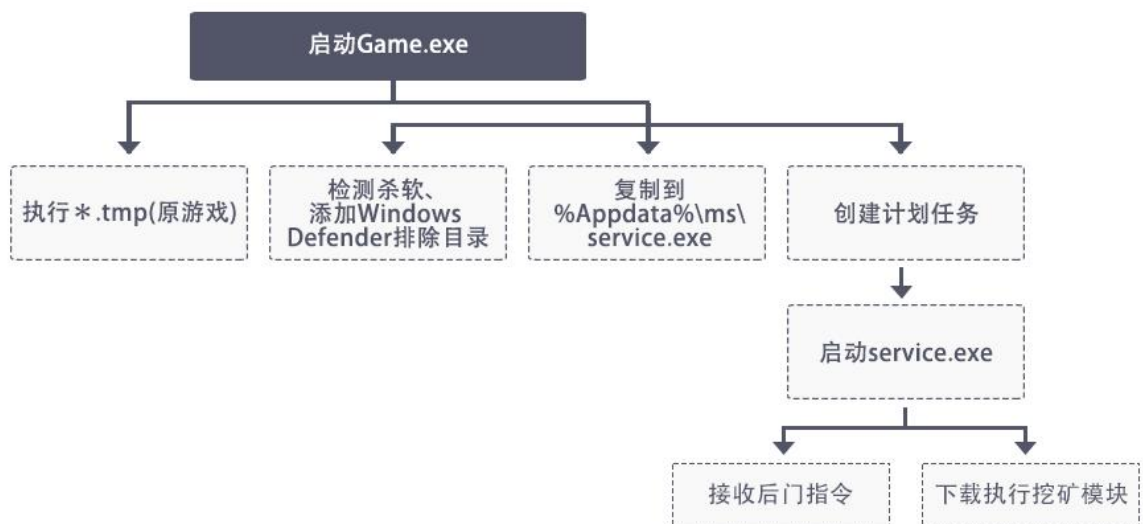 启动Game.exe
执行＊.tmp(原游戏)
检测杀软、
添加Windows
Defender排除目录
复制到
%Appdata%\ms\
service.exe
创建计划任务
启动service.exe
接收后门指令
下载执行挖矿模块